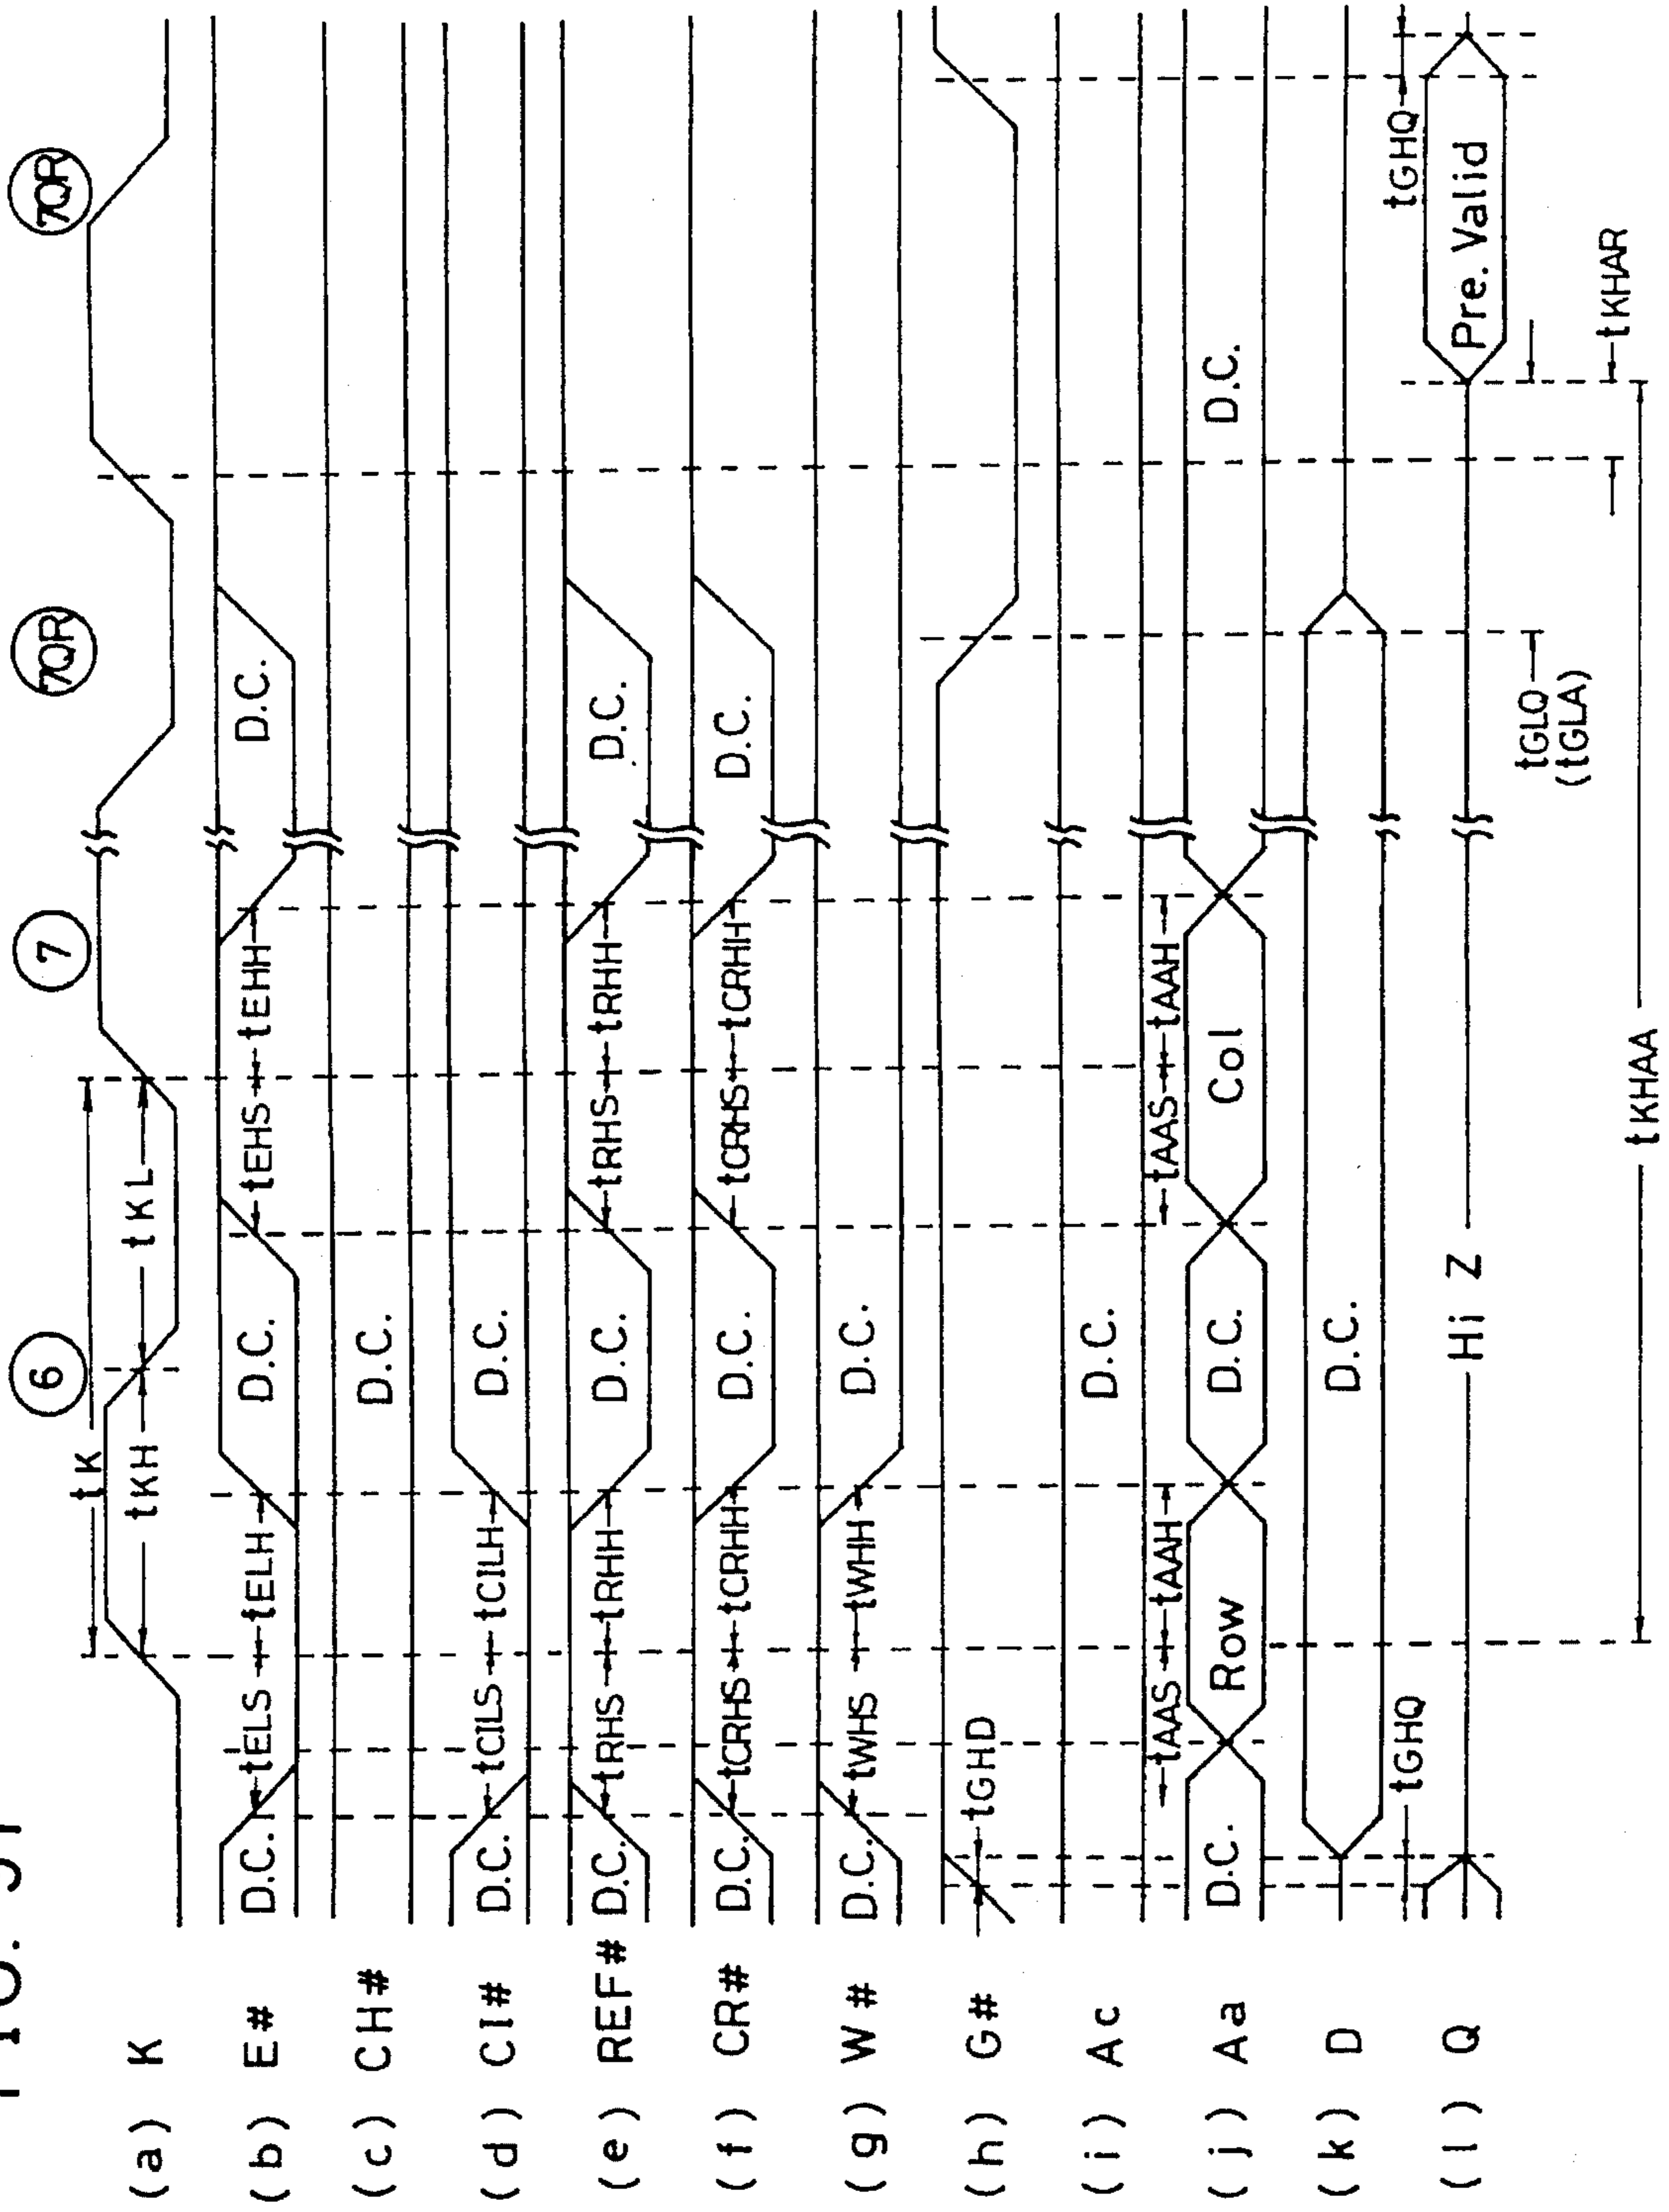 6 7 7QR 7QR
(a) K tK tKH tKL
(b) E# D.C. tELS tELH D.C. tEHS tEHH D.C.
(c) CH# D.C.
(d) CI# D.C. tCILS tCILH D.C.
(e) REF# D.C. tRHS tRHH D.C. tRHS tRHH D.C.
(f) CR# D.C. tCRHS tCRHH D.C. tCRHS tCRHH D.C.
(g) W# D.C. tWHS tWHH D.C.
(h) G# tGHD
(i) Ac D.C.
tAAS tAAH tAAS tAAH
(j) Aa D.C. Row D.C. Col D.C.
(k) D D.C.
tGHQ tGHQ
(l) Q Hi Z Pre. Valid
tGLQ
(tGLA)
tKHAR
tKHAA